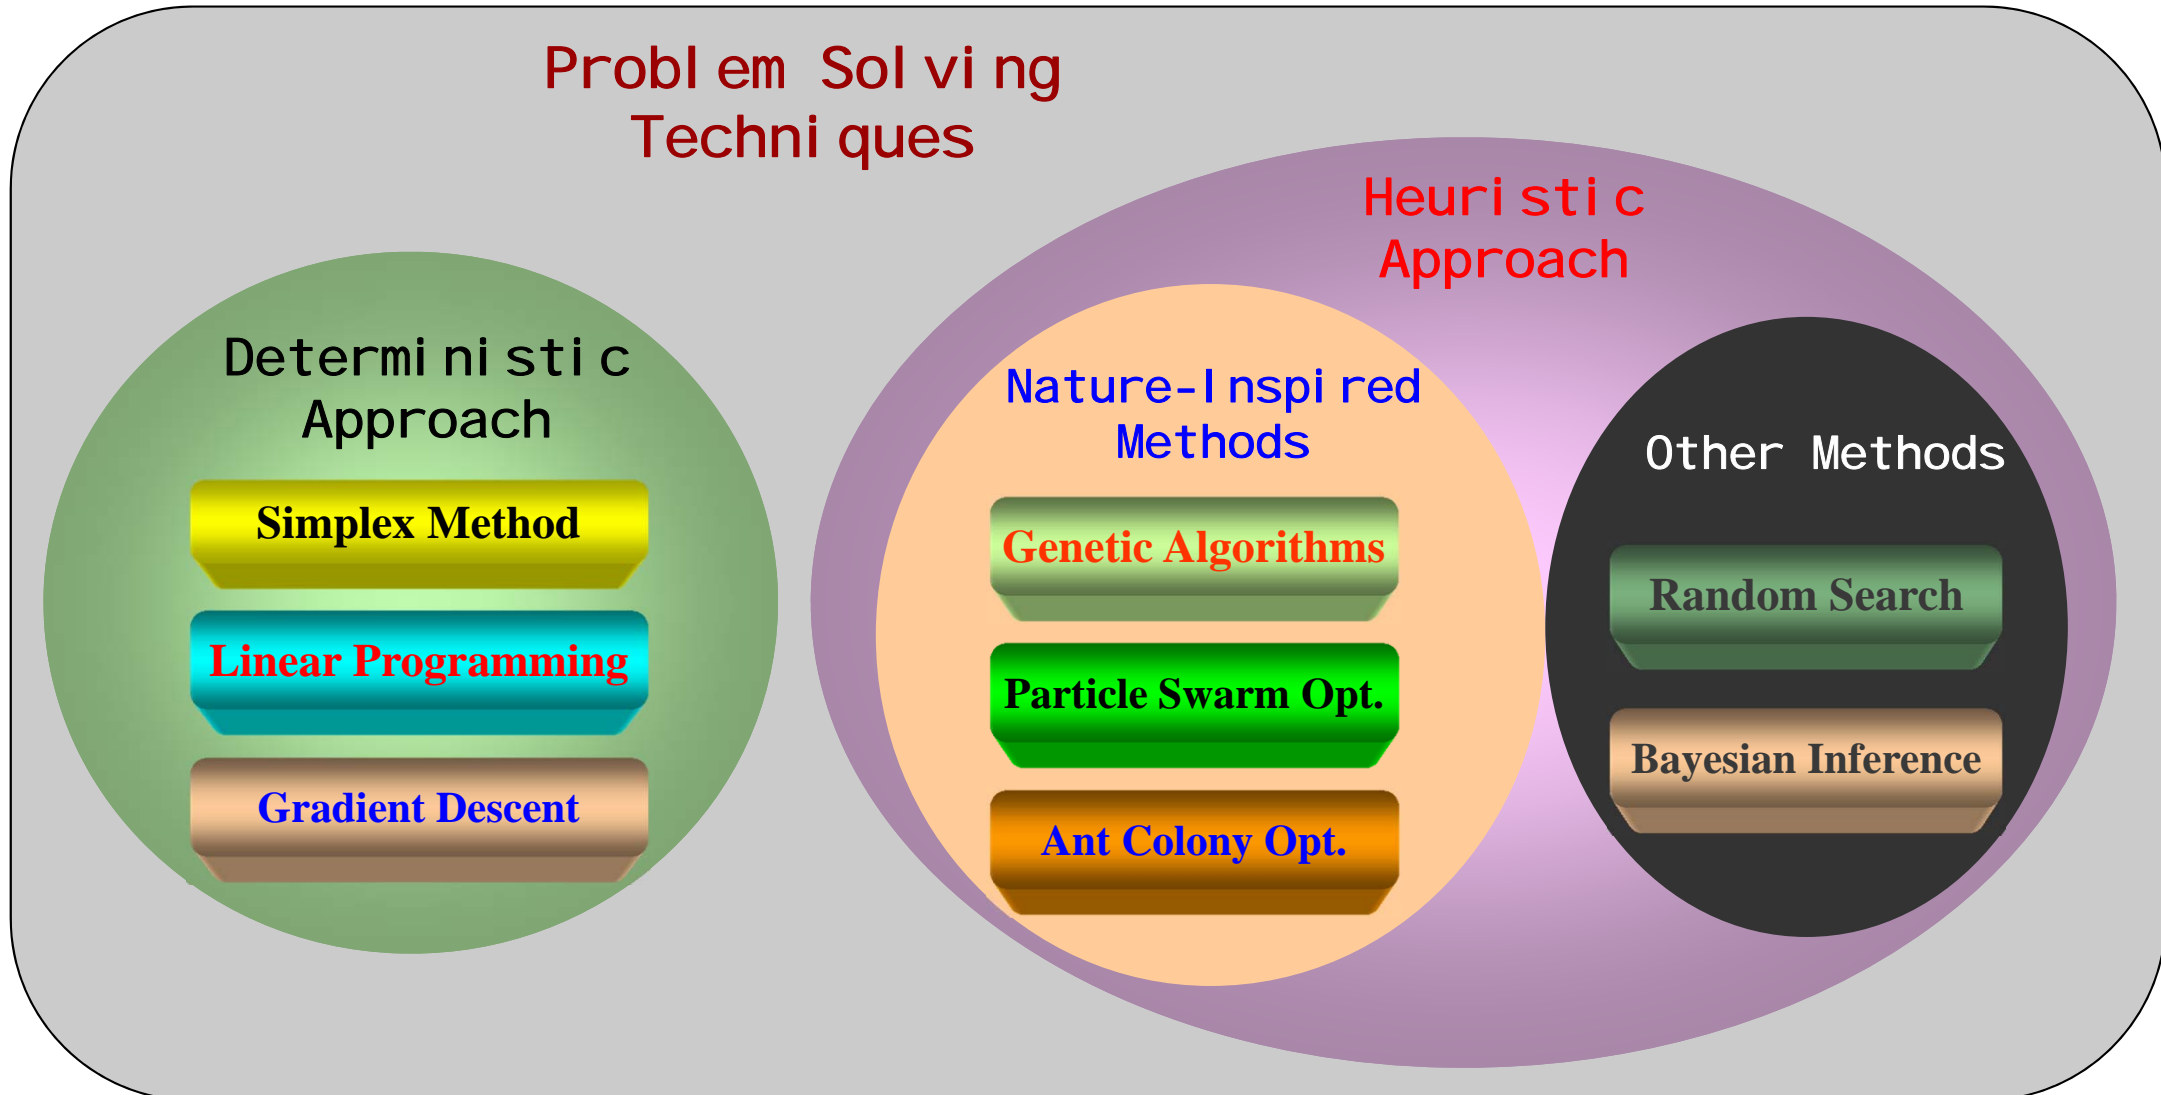 Problem Solving
Techniques
Heuristic
Approach
Deterministic
Approach
Simplex Method
Linear Programming
Gradient Descent
Nature-Inspired
Methods
Genetic Algorithms
Particle Swarm Opt.
Ant Colony Opt.
Other Methods
Random Search
Bayesian Inference